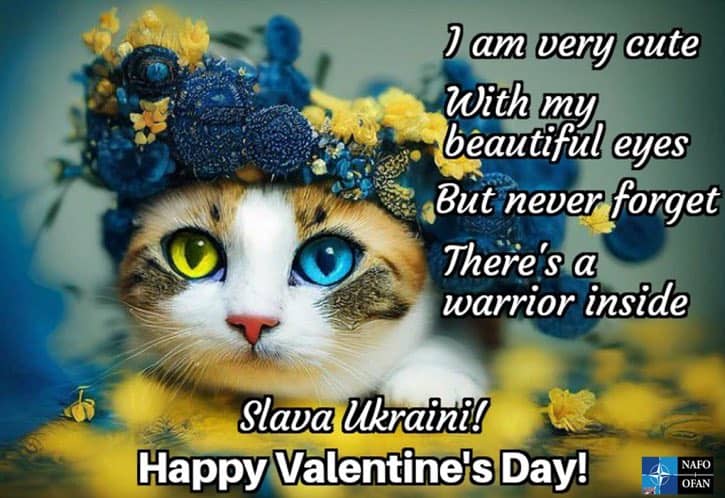 I am very cute
With my
beautiful eyes
But never forget
There's a
warrior inside
Slava Ukraini!
Happy Valentine's Day!
NAFO
OFAN